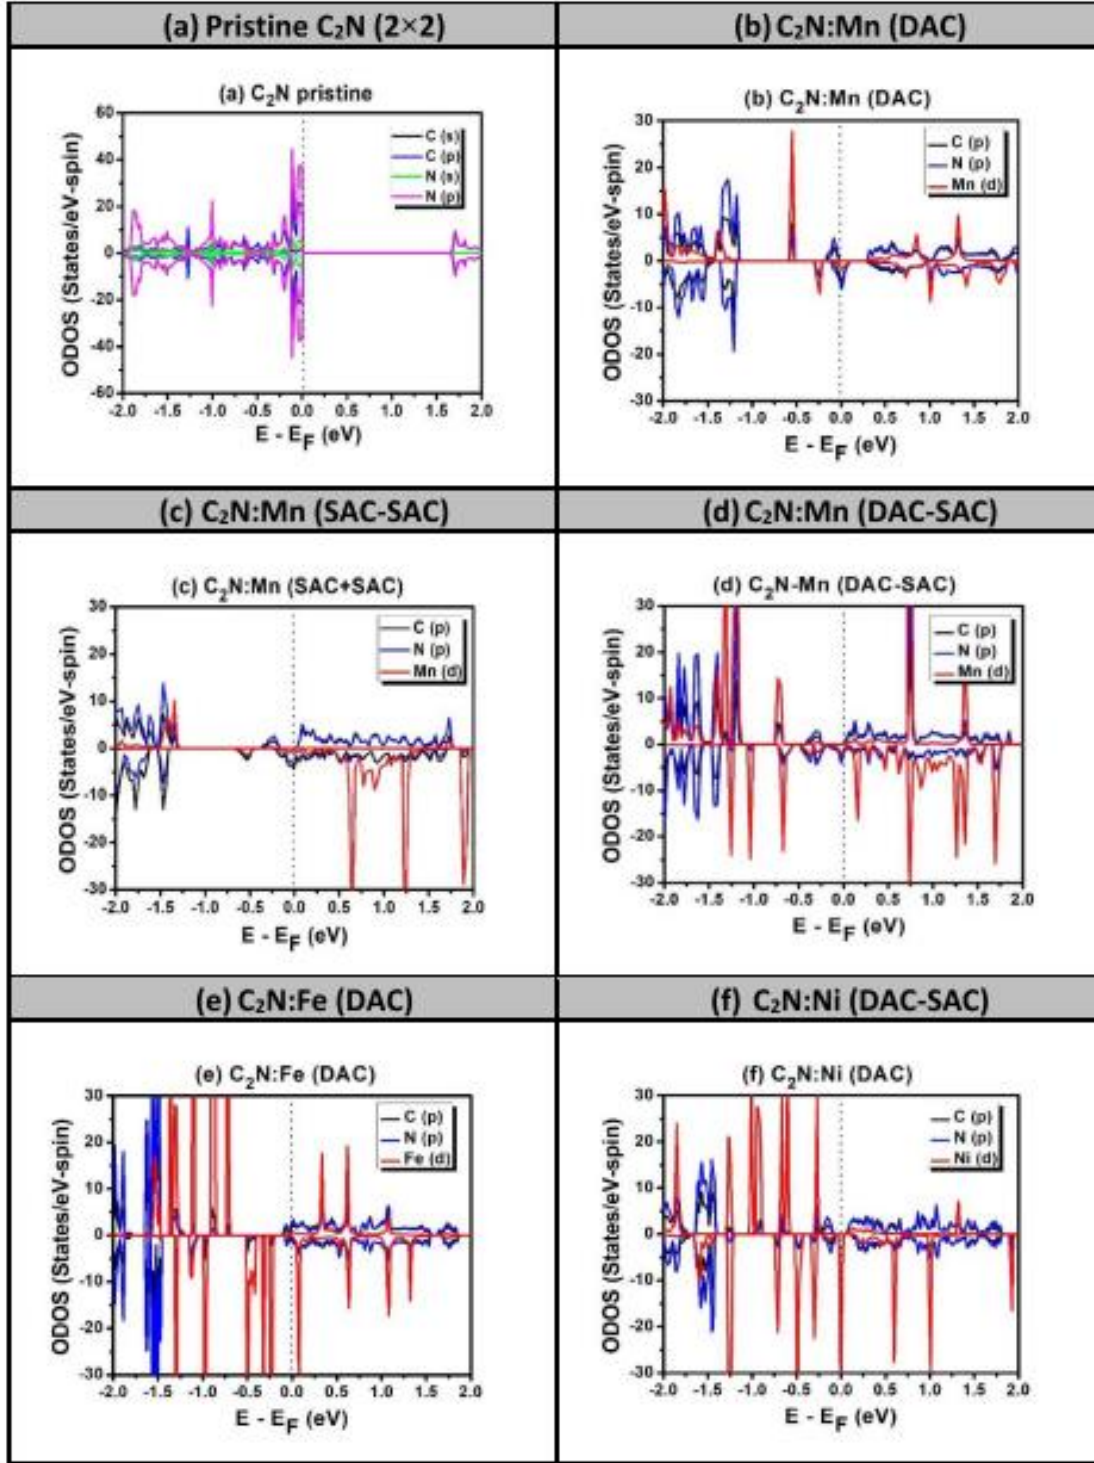 (a) Pristine C₂N (2×2)
(b) C₂N:Mn (DAC)
(a) C₂N pristine
ODOS (States/eV-spin)
60
40
20
0
-20
-40
-60
C (s)
C (p)
N (s)
N (p)
-2.0 -1.5 -1.0 -0.5 0.0 0.5 1.0 1.5 2.0
E - E_F (eV)
(b) C₂N:Mn (DAC)
ODOS (States/eV-spin)
30
20
10
0
-10
-20
-30
C (p)
N (p)
Mn (d)
-2.0 -1.5 -1.0 -0.5 0.0 0.5 1.0 1.5 2.0
E - E_F (eV)
(c) C₂N:Mn (SAC-SAC)
(d) C₂N:Mn (DAC-SAC)
(c) C₂N:Mn (SAC+SAC)
ODOS (States/eV-spin)
30
20
10
0
-10
-20
-30
C (p)
N (p)
Mn (d)
-2.0 -1.5 -1.0 -0.5 0.0 0.5 1.0 1.5 2.0
E - E_F (eV)
(d) C₂N-Mn (DAC-SAC)
ODOS (States/eV-spin)
30
20
10
0
-10
-20
-30
C (p)
N (p)
Mn (d)
-2.0 -1.5 -1.0 -0.5 0.0 0.5 1.0 1.5 2.0
E - E_F (eV)
(e) C₂N:Fe (DAC)
(f) C₂N:Ni (DAC-SAC)
(e) C₂N:Fe (DAC)
ODOS (States/eV-spin)
30
20
10
0
-10
-20
-30
C (p)
N (p)
Fe (d)
-2.0 -1.5 -1.0 -0.5 0.0 0.5 1.0 1.5 2.0
E - E_F (eV)
(f) C₂N:Ni (DAC)
ODOS (States/eV-spin)
30
20
10
0
-10
-20
-30
C (p)
N (p)
Ni (d)
-2.0 -1.5 -1.0 -0.5 0.0 0.5 1.0 1.5 2.0
E - E_F (eV)